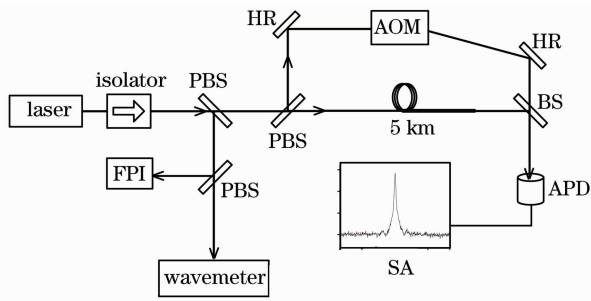 HR
AOM
HR
isolator
PBS
laser
BS
PBS
5 km
FPI
PBS
APD
SA
wavemeter